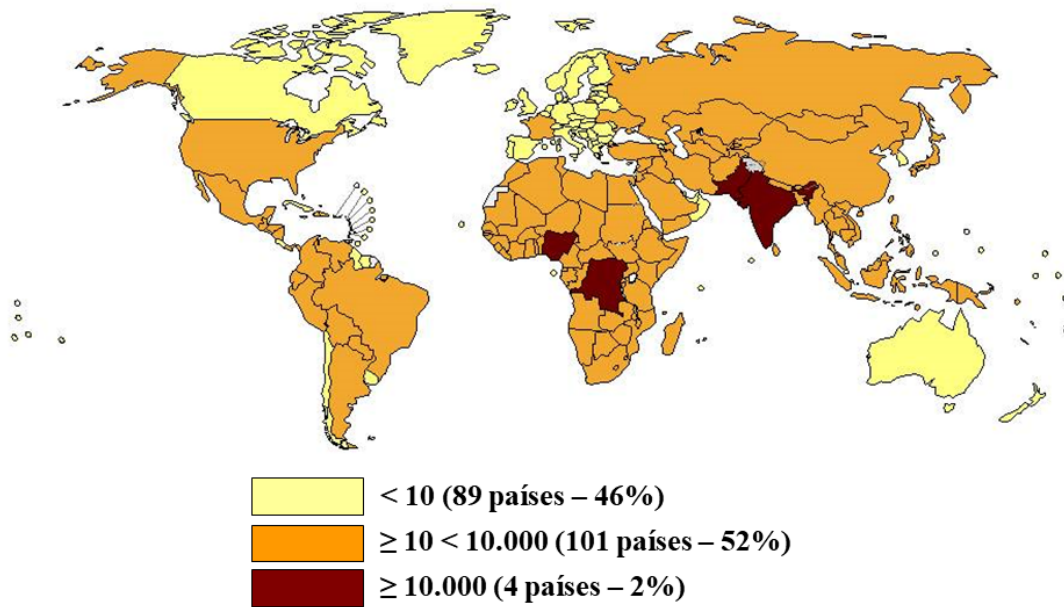 < 10 (89 países – 46%)
≥ 10 < 10.000 (101 países – 52%)
≥ 10.000 (4 países – 2%)